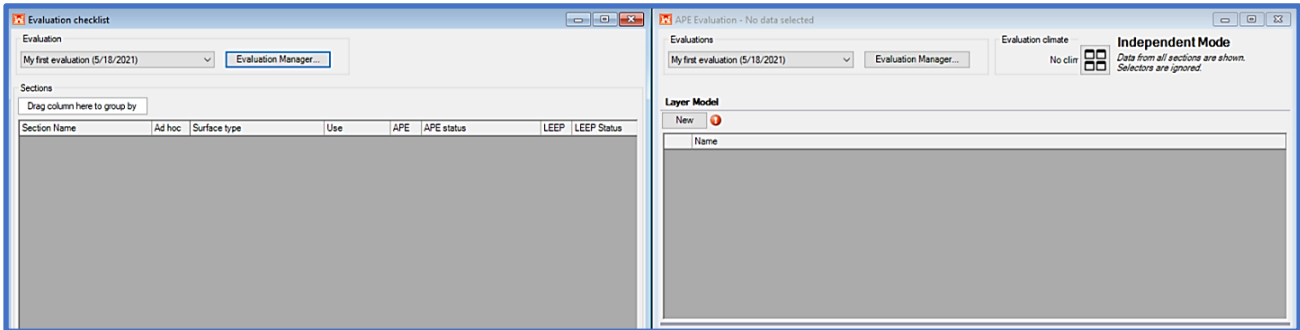 Evaluation checklist
Evaluation
My first evaluation (5/18/2021)
Evaluation Manager...
Sections
Drag column here to group by
Section Name Ad hoc Surface type Use APE APE status LEEP LEEP Status
APE Evaluation - No data selected
Evaluations
My first evaluation (5/18/2021)
Evaluation Manager...
Evaluation climate
No clim
Independent Mode
Data from all sections are shown.
Selectors are ignored.
Layer Model
New
Name